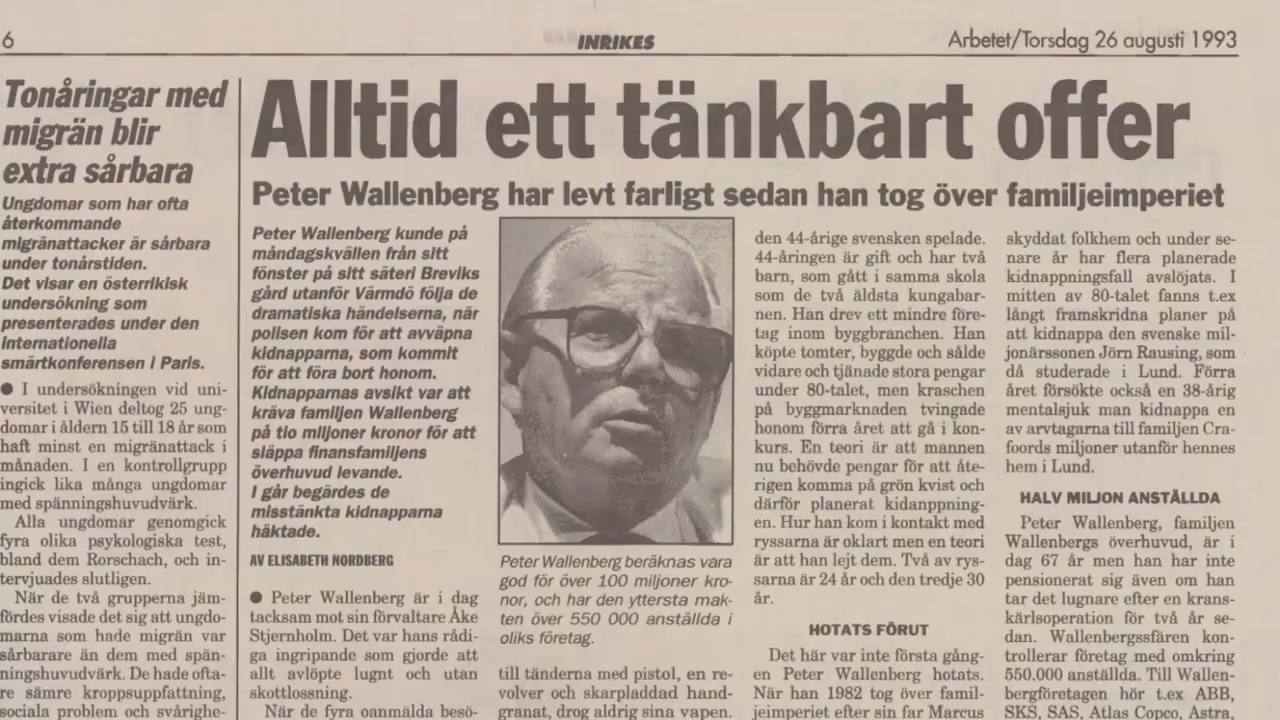 6
INRIKES
Arbetet/Torsdag 26 augusti 1993
Tonåringar med
migrän blir
extra sårbara
Ungdomar som har ofta
återkommande
migränattacker är sårbara
under tonårstiden.
Det visar en österrikisk
undersökning som
presenterades under den
internationella
smärtkonferensen i Paris.
● I undersökningen vid uni-
versitet i Wien deltog 25 ung-
domar i åldern 15 till 18 år som
haft minst en migränattack i
månaden. I en kontrollgrupp
ingick lika många ungdomar
med spänningshuvudvärk.
Alla ungdomar genomgick
fyra olika psykologiska test,
bland dem Rorschach, och in-
tervjuades slutligen.
När de två grupperna jäm-
fördes visade det sig att ungdo-
marna som hade migrän var
sårbarare än dem med spän-
ningshuvudvärk. De hade ofta-
re sämre kroppsuppfattning,
sociala problem och svårighe-
Alltid ett tänkbart offer
Peter Wallenberg har levt farligt sedan han tog över familjeimperiet
Peter Wallenberg kunde på
måndagskvällen från sitt
fönster på sitt säteri Breviks
gård utanför Värmdö följa de
dramatiska händelserna, när
polisen kom för att avväpna
kidnapparna, som kommit
för att föra bort honom.
Kidnapparnas avsikt var att
kräva familjen Wallenberg
på tio miljoner kronor för att
släppa finansfamiljens
överhuvud levande.
I går begärdes de
misstänkta kidnapparna
häktade.
AV ELISABETH NORDBERG
● Peter Wallenberg är i dag
tacksam mot sin förvaltare Åke
Stjernholm. Det var hans rådi-
ga ingripande som gjorde att
allt avlöpte lugnt och utan
skottlossning.
När de fyra oanmälda besö-
Peter Wallenberg beräknas vara
god för över 100 miljoner kro-
nor, och har den yttersta mak-
ten över 550 000 anställda i
olika företag.
till tänderna med pistol, en re-
volver och skarpladdad hand-
granat, drog aldrig sina vapen.
den 44-årige svensken spelade.
44-åringen är gift och har två
barn, som gått i samma skola
som de två äldsta kungabar-
nen. Han drev ett mindre före-
tag inom byggbranchen. Han
köpte tomter, byggde och sålde
vidare och tjänade stora pengar
under 80-talet, men kraschen
på byggmarknaden tvingade
honom förra året att gå i kon-
kurs. En teori är att mannen
nu behövde pengar för att åte-
rigen komma på grön kvist och
därför planerat kidanppning-
en. Hur han kom i kontakt med
ryssarna är oklart men en teori
är att han lejt dem. Två av rys-
sarna är 24 år och den tredje 30
år.
HOTATS FÖRUT
Det här var inte första gång-
en Peter Wallenberg hotats.
När han 1982 tog över famil-
jeimperiet efter sin far Marcus
skyddat folkhem och under se-
nare år har flera planerade
kidnappningsfall avslöjats. I
mitten av 80-talet fanns t.ex
långt framskridna planer på
att kidnappa den svenske mil-
jonärssonen Jörn Rausing, som
då studerade i Lund. Förra
året försökte också en 38-årig
mentalsjuk man kidnappa en
av arvtagarna till familjen Cra-
foords miljoner utanför hennes
hem i Lund.
HALV MILJON ANSTÄLLDA
Peter Wallenberg, familjen
Wallenbergs överhuvud, är i
dag 67 år men han har inte
pensionerat sig även om han
tar det lugnare efter en krans-
kärlsoperation för två år se-
dan. Wallenbergssfären kon-
trollerar företag med omkring
550.000 anställda. Till Wallen-
bergföretagen hör t.ex ABB,
SKS, SAS, Atlas Copco, Astra,